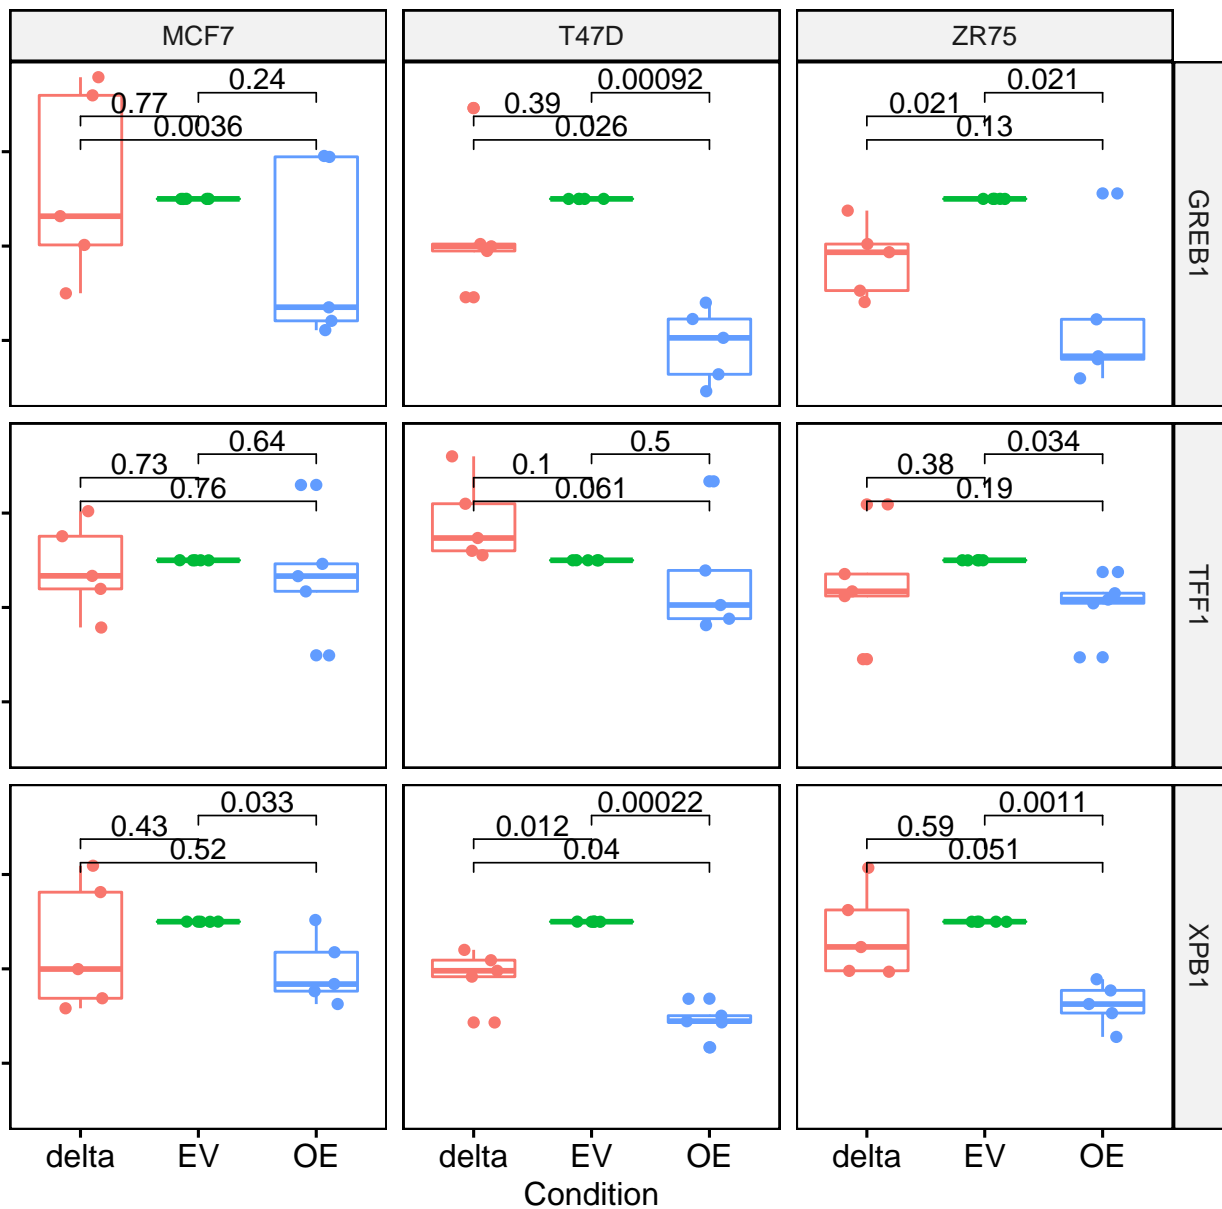 MCF7
T47D
ZR75
0.24
0.77
0.0036
0.00092
0.39
0.026
0.021
0.021
0.13
GREB1
0.64
0.73
0.76
0.5
0.1
0.061
0.034
0.38
0.19
TFF1
0.033
0.43
0.52
0.00022
0.012
0.04
0.0011
0.59
0.051
XPB1
delta EV OE
delta EV OE
delta EV OE
Condition